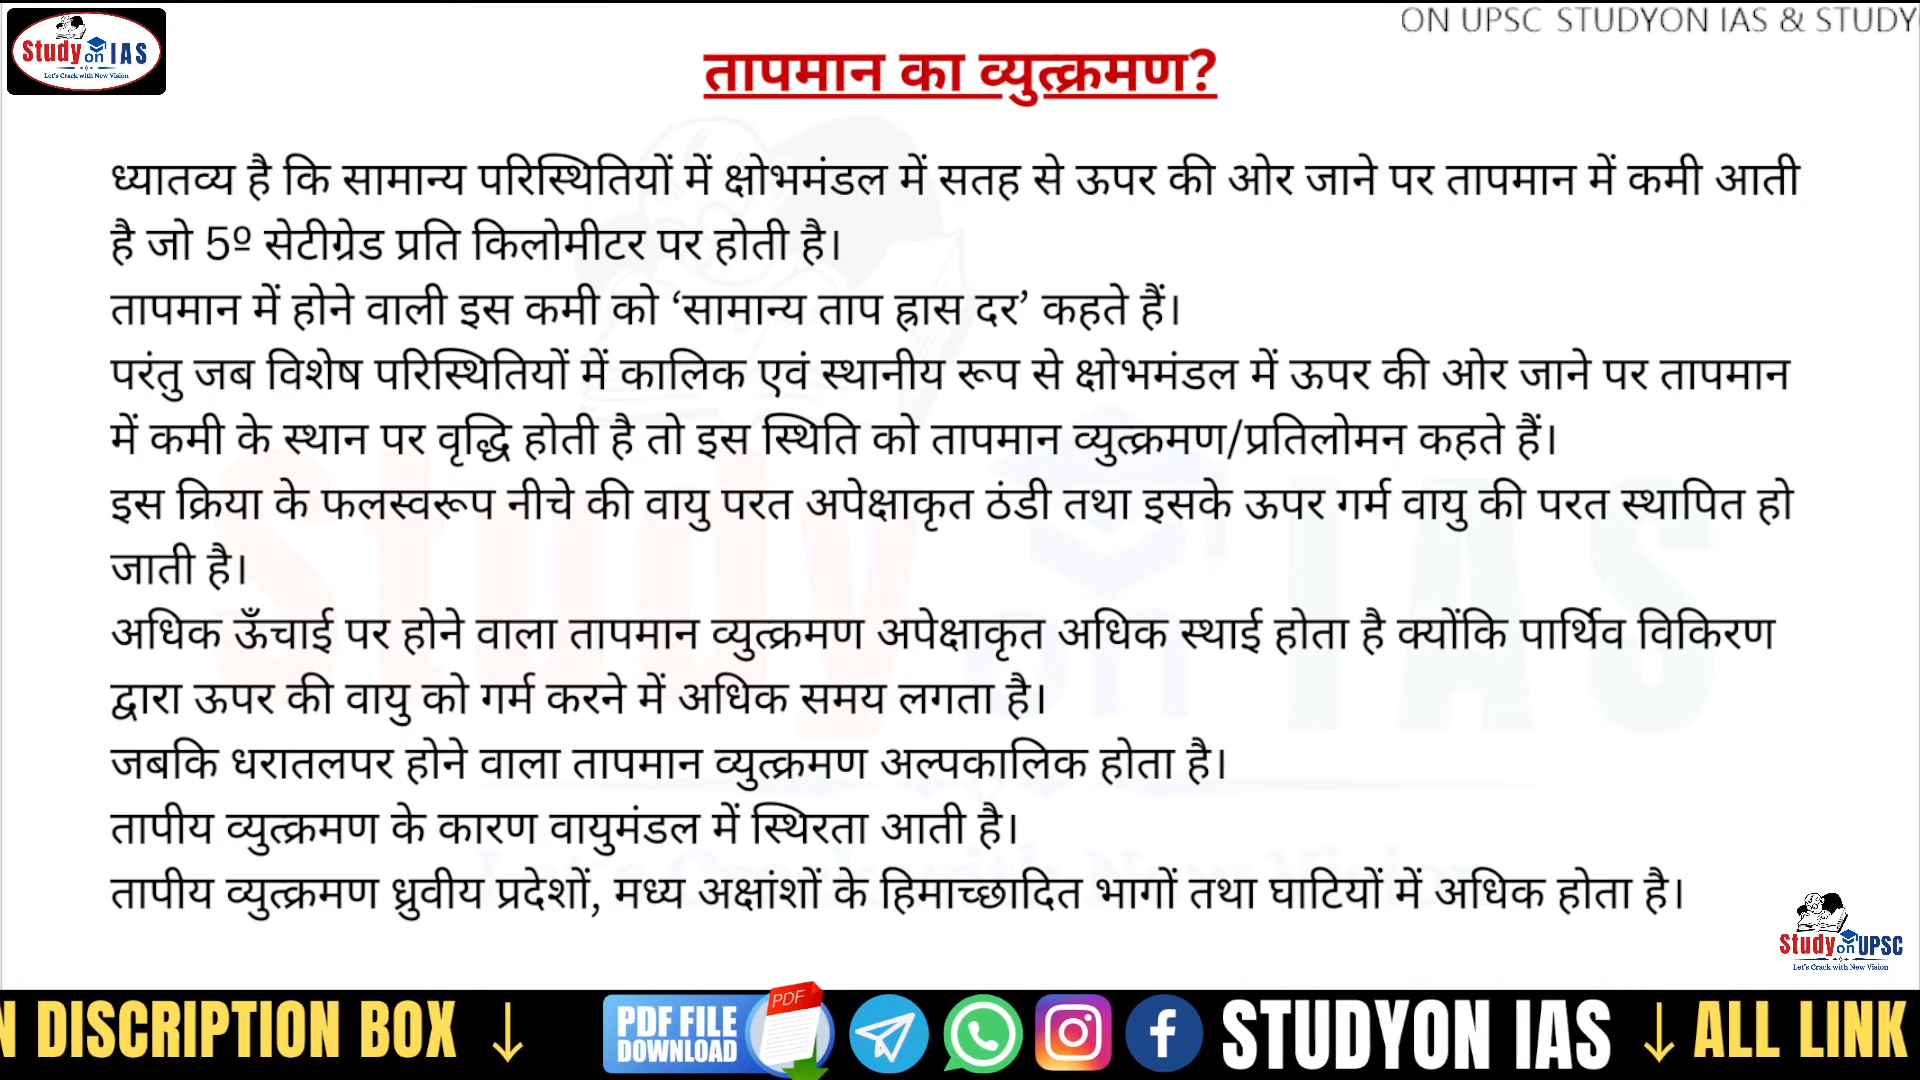 Study on IAS
Let's Crack with New Vision
ON UPSC STUDYON IAS & STUDY
तापमान का व्युत्क्रमण?
ध्यातव्य है कि सामान्य परिस्थितियों में क्षोभमंडल में सतह से ऊपर की ओर जाने पर तापमान में कमी आती
है जो 5º सेटीग्रेड प्रति किलोमीटर पर होती है।
तापमान में होने वाली इस कमी को ‘सामान्य ताप ह्रास दर’ कहते हैं।
परंतु जब विशेष परिस्थितियों में कालिक एवं स्थानीय रूप से क्षोभमंडल में ऊपर की ओर जाने पर तापमान
में कमी के स्थान पर वृद्धि होती है तो इस स्थिति को तापमान व्युत्क्रमण/प्रतिलोमन कहते हैं।
इस क्रिया के फलस्वरूप नीचे की वायु परत अपेक्षाकृत ठंडी तथा इसके ऊपर गर्म वायु की परत स्थापित हो
जाती है।
अधिक ऊँचाई पर होने वाला तापमान व्युत्क्रमण अपेक्षाकृत अधिक स्थाई होता है क्योंकि पार्थिव विकिरण
द्वारा ऊपर की वायु को गर्म करने में अधिक समय लगता है।
जबकि धरातलपर होने वाला तापमान व्युत्क्रमण अल्पकालिक होता है।
तापीय व्युत्क्रमण के कारण वायुमंडल में स्थिरता आती है।
तापीय व्युत्क्रमण ध्रुवीय प्रदेशों, मध्य अक्षांशों के हिमाच्छादित भागों तथा घाटियों में अधिक होता है।
Study on UPSC
Let's Crack with New Vision
N DISCRIPTION BOX ↓ PDF FILE DOWNLOAD PDF STUDYON IAS ↓ ALL LINK